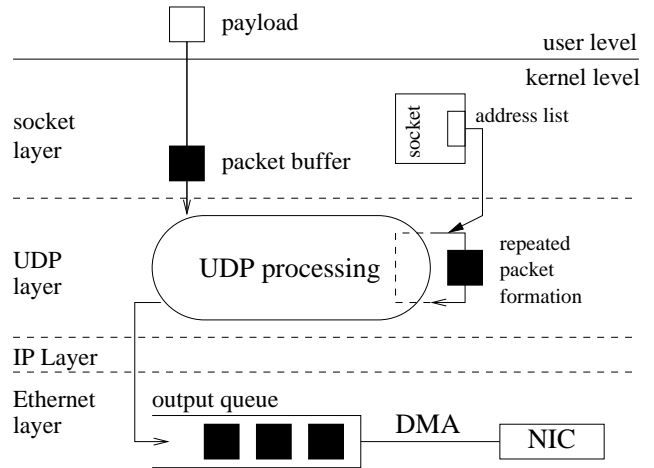 payload
user level
kernel level
socket
layer
socket
address list
packet buffer
UDP
layer
UDP processing
repeated
packet
formation
IP Layer
Ethernet
layer
output queue
DMA
NIC